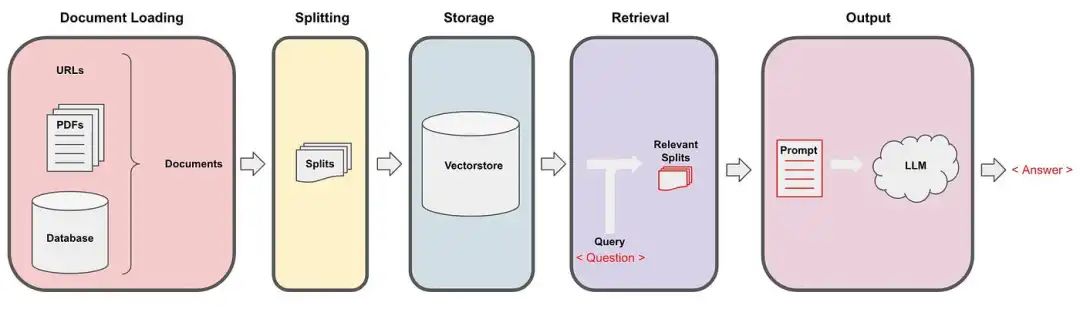 Document Loading
Splitting
Storage
Retrieval
Output
URLs
PDFs
Documents
Database
Splits
Vectorstore
Relevant
Splits
Query
< Question >
Prompt
LLM
< Answer >